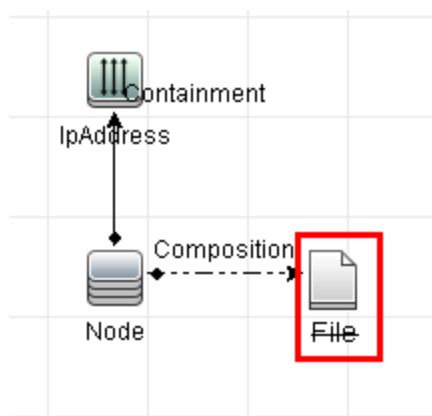 Containment
IpAddress
Composition
Node
File